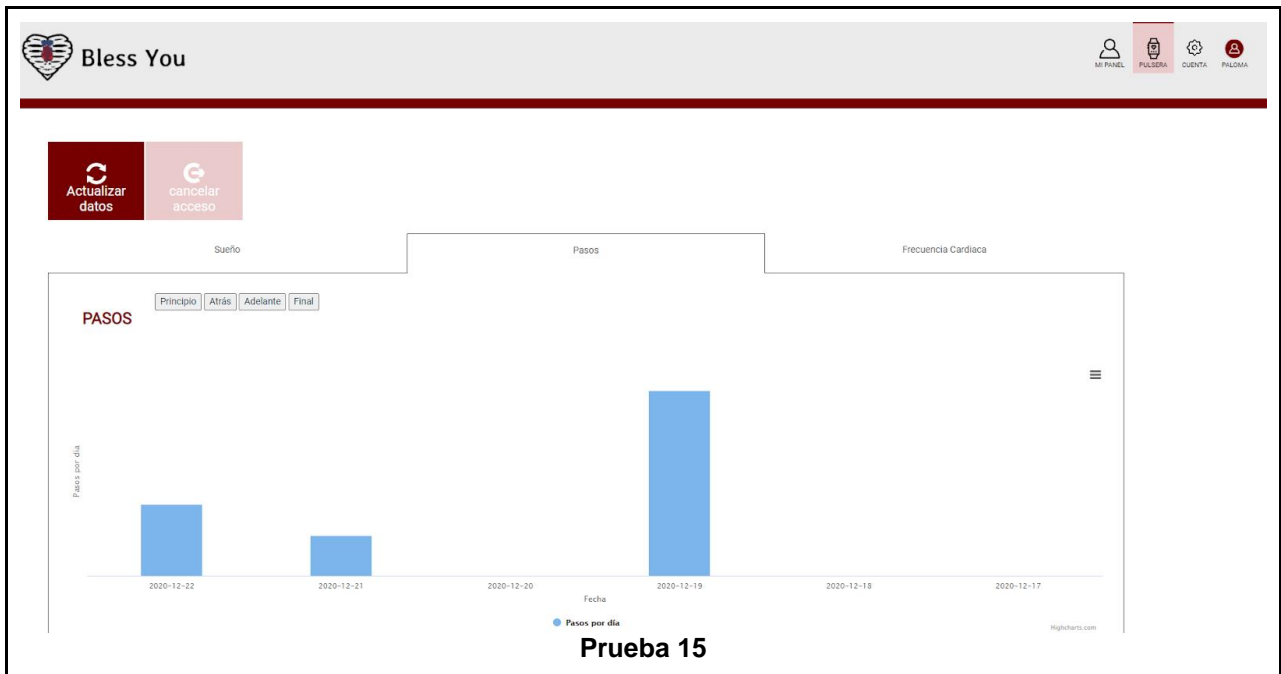 Bless You
MI PANEL
PULSERA
CUENTA
PALOMA
Actualizar
datos
cancelar
acceso
Sueño
Pasos
Frecuencia Cardiaca
PASOS
Principio
Atrás
Adelante
Final
Pasos por día
2020-12-22
2020-12-21
2020-12-20
2020-12-19
2020-12-18
2020-12-17
Fecha
Pasos por día
Highcharts.com
Prueba 15